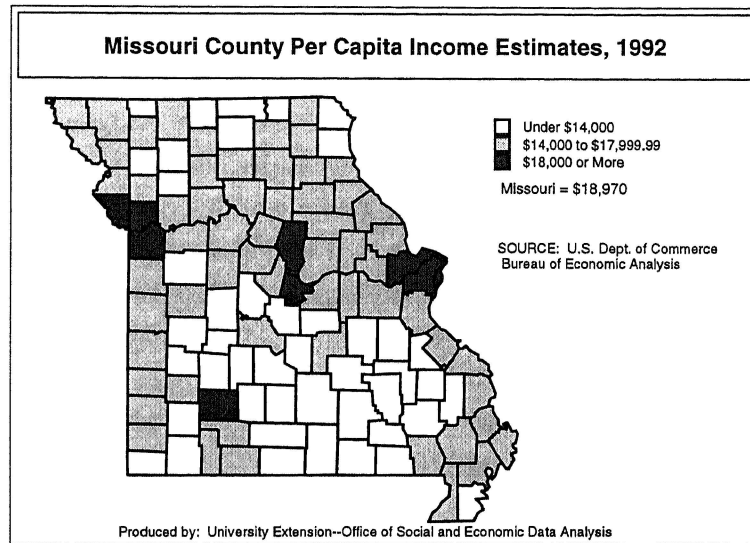 Missouri County Per Capita Income Estimates, 1992
Under $14,000
$14,000 to $17,999.99
$18,000 or More
Missouri = $18,970
SOURCE: U.S. Dept. of Commerce
Bureau of Economic Analysis
Produced by: University Extension--Office of Social and Economic Data Analysis